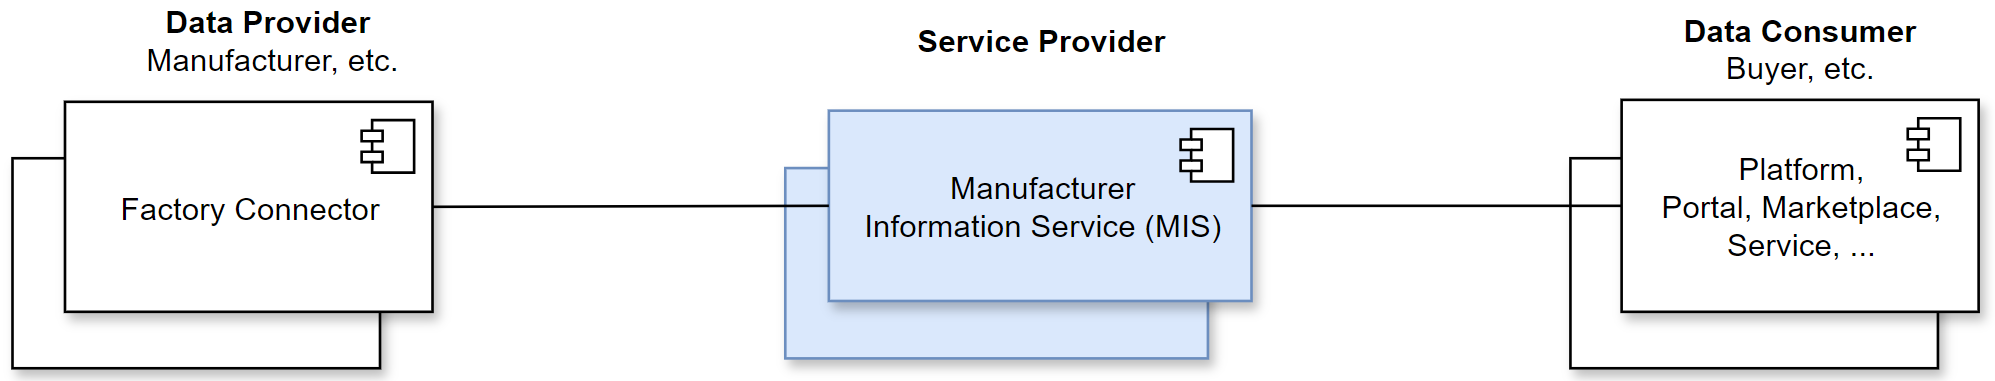 Data Provider
Manufacturer, etc.
Factory Connector
Service Provider
Manufacturer
Information Service (MIS)
Data Consumer
Buyer, etc.
Platform,
Portal, Marketplace,
Service, ...